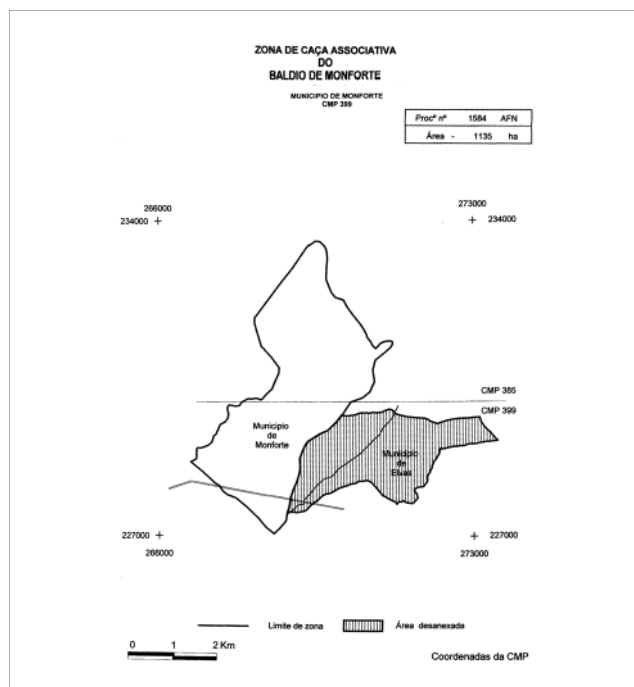 ZONA DE CAÇA ASSOCIATIVA
DO
BALDIO DE MONFORTE
MUNICIPIO DE MONFORTE
CMP 399
Procº nº 1584 AFN
Área - 1135 ha
266000
234000
273000
234000
CMP 385
CMP 399
Município
de
Monforte
Município
de
Elvas
227000
266000
227000
273000
Limite de zona
Área desanexada
0 1 2 Km
Coordenadas da CMP